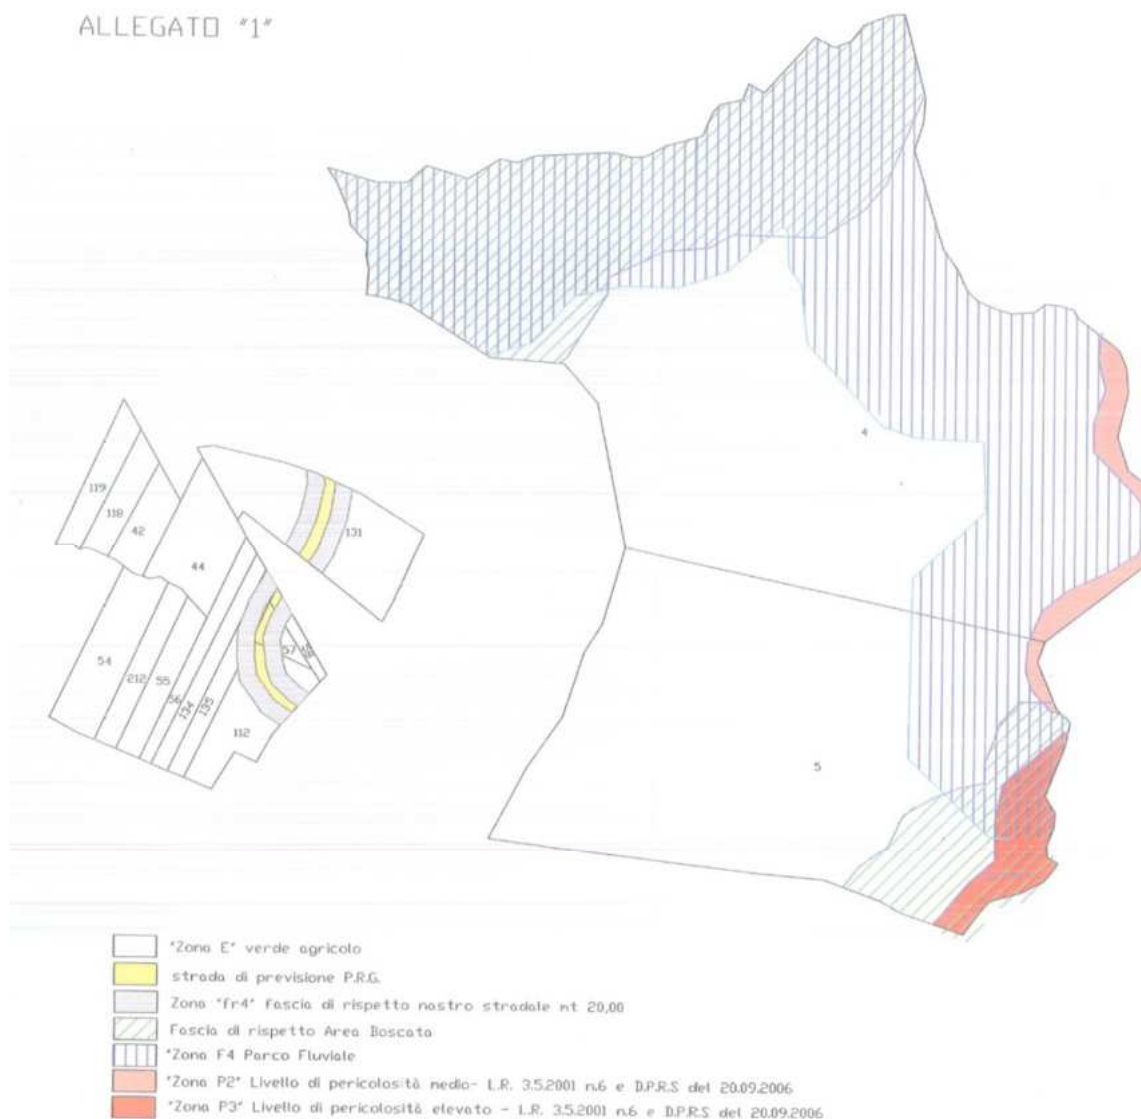 ALLEGATO "1"
4
119
118
42
131
44
57
54
212
55
56
134
135
112
5
"Zona E" verde agricolo
strada di previsione P.R.G.
Zona "fr4" fascia di rispetto nastro stradale mt 20,00
Fascia di rispetto Area Boscata
"Zona F4 Parco Fluviale
"Zona P2" Livello di pericolosità medio- L.R. 3.5.2001 n.6 e D.P.R.S del 20.09.2006
"Zona P3" Livello di pericolosità elevato - L.R. 3.5.2001 n.6 e D.P.R.S del 20.09.2006